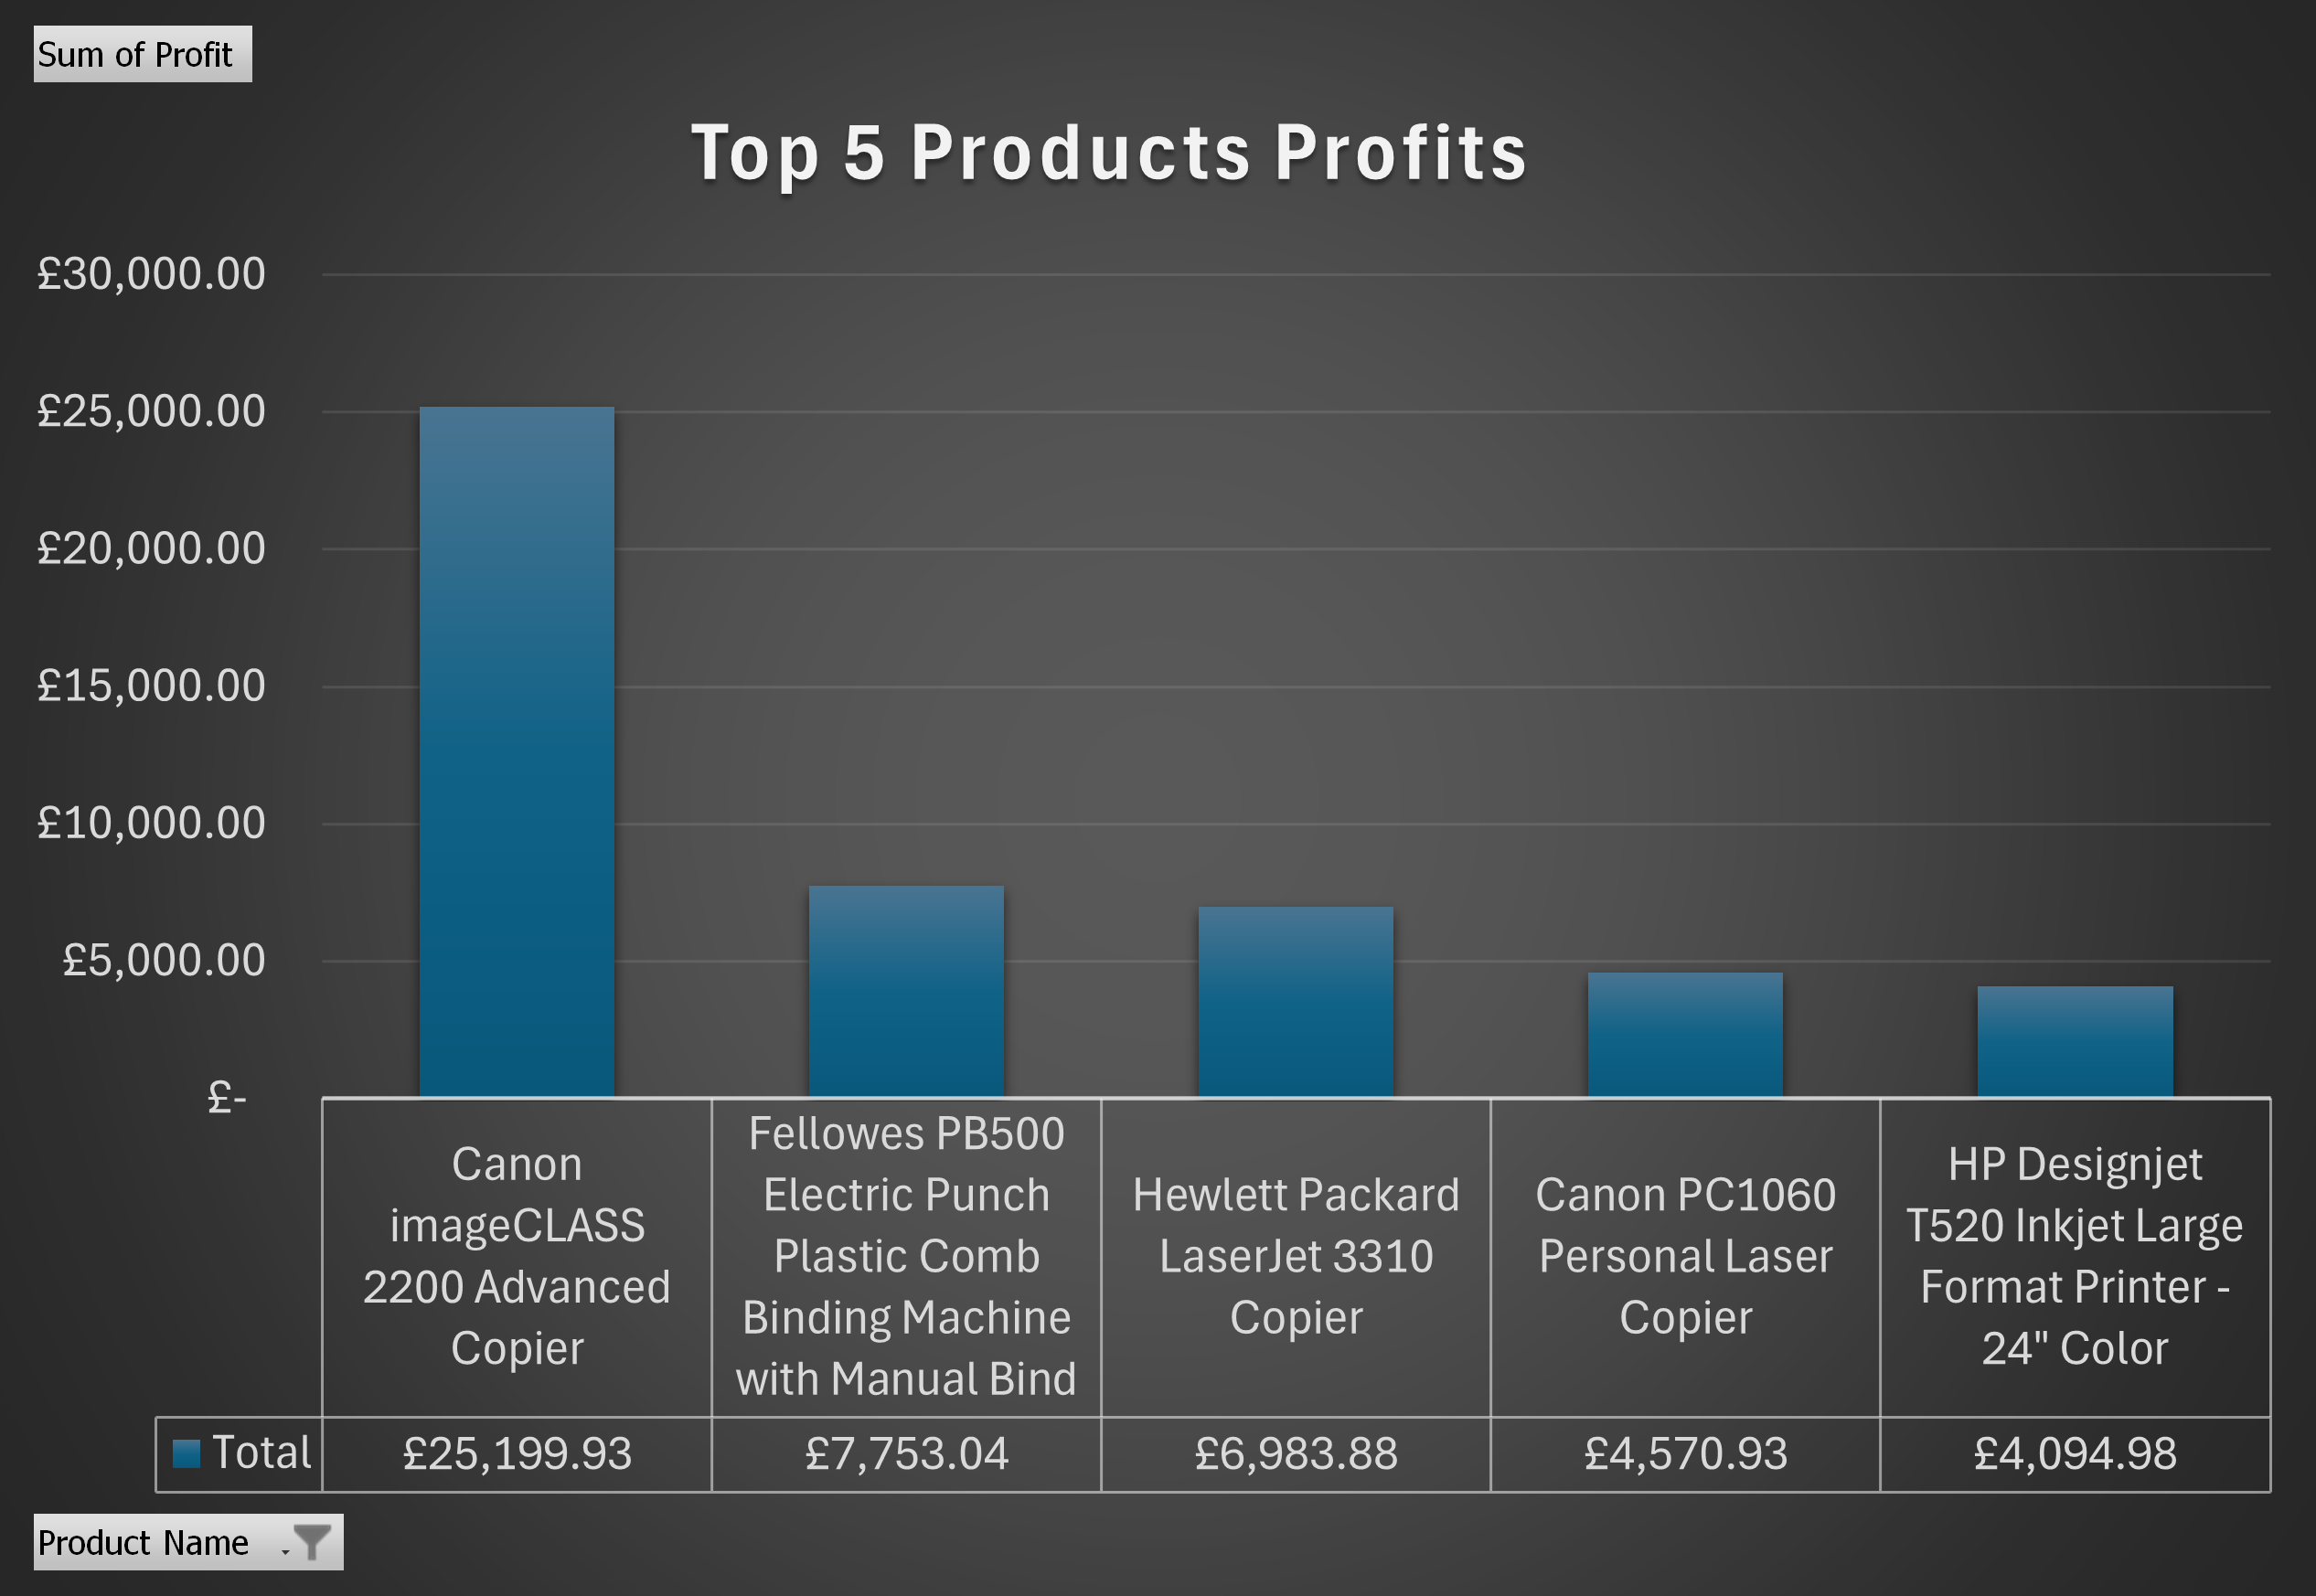 Sum of Profit
Top 5 Products Profits
£30,000.00
£25,000.00
£20,000.00
£15,000.00
£10,000.00
£5,000.00
£-
Canon
imageCLASS
2200 Advanced
Copier
Fellowes PB500
Electric Punch
Plastic Comb
Binding Machine
with Manual Bind
Hewlett Packard
LaserJet 3310
Copier
Canon PC1060
Personal Laser
Copier
HP Designjet
T520 Inkjet Large
Format Printer -
24" Color
Total £25,199.93 £7,753.04 £6,983.88 £4,570.93 £4,094.98
Product Name